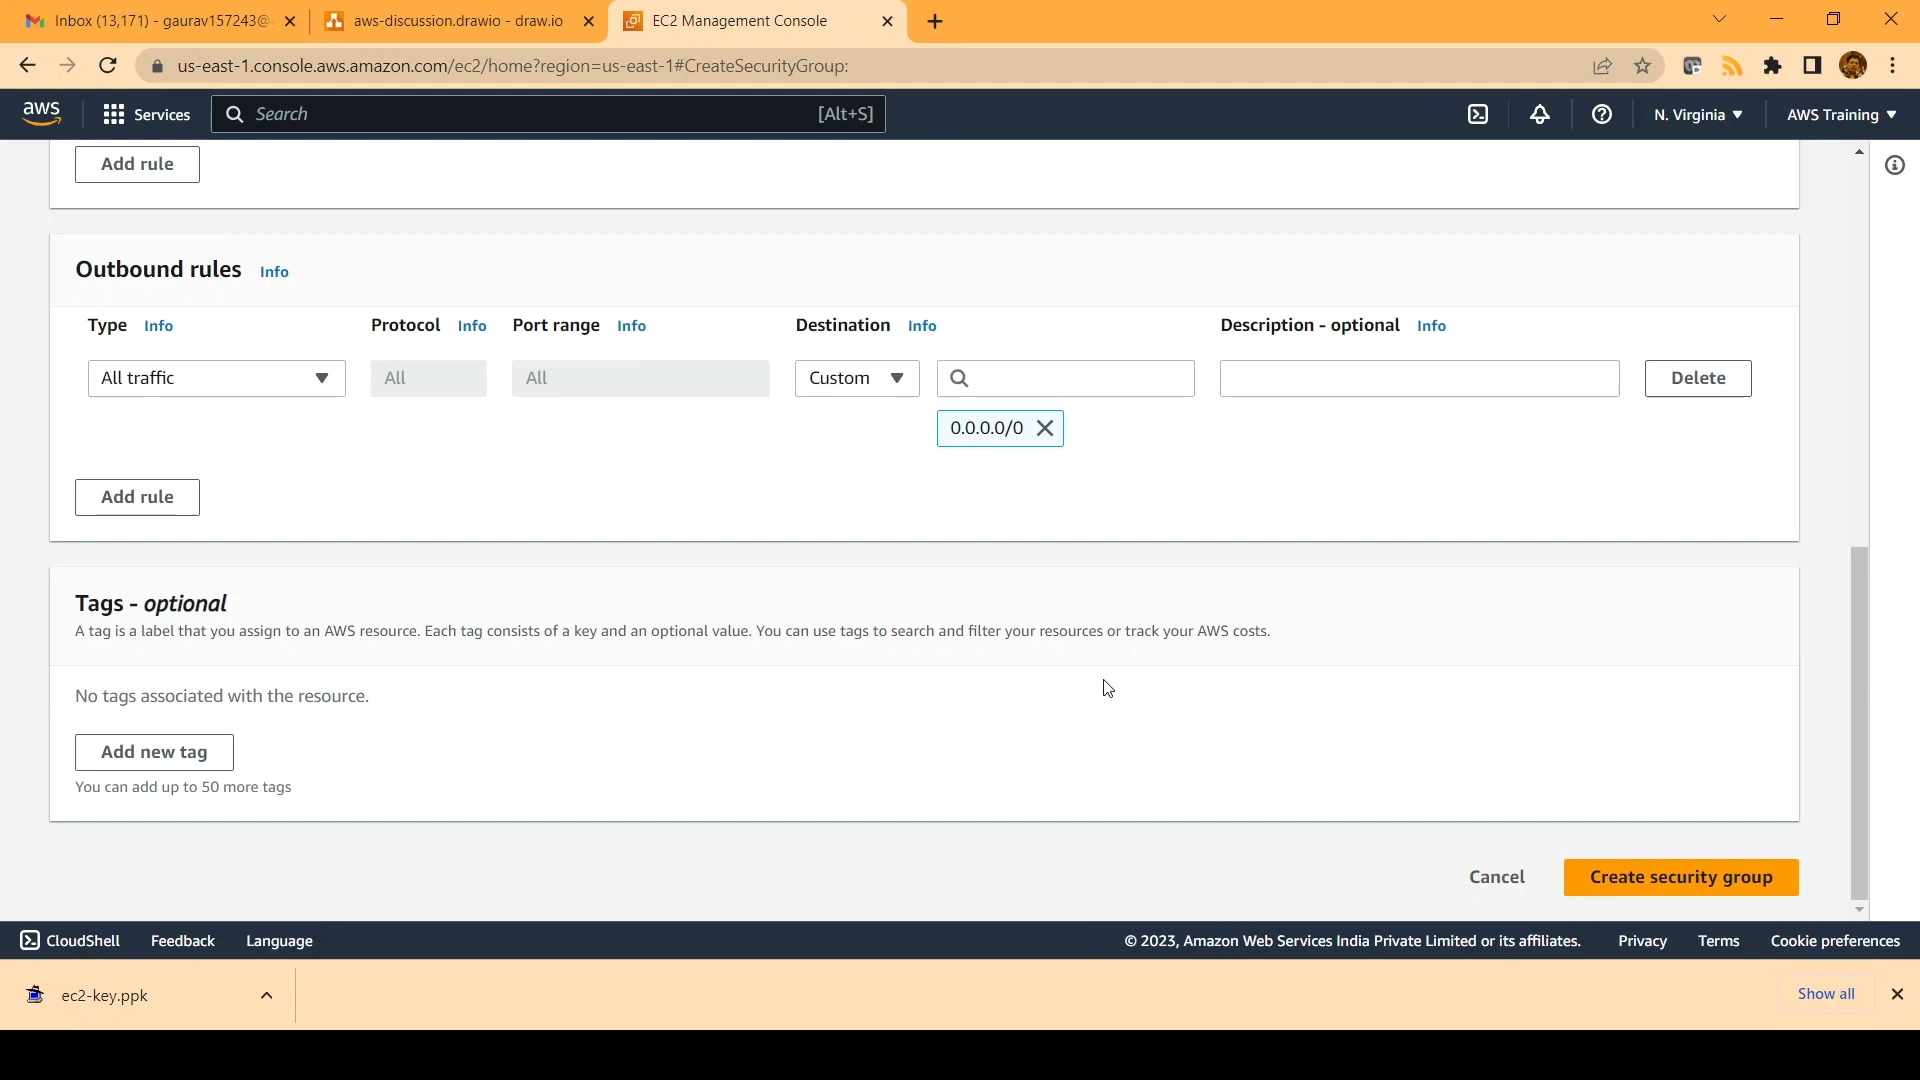 Inbox (13,171) - gaurav157243@
aws-discussion.drawio - draw.io
EC2 Management Console
us-east-1.console.aws.amazon.com/ec2/home?region=us-east-1#CreateSecurityGroup:
aws
Services
Search
[Alt+S]
N. Virginia
AWS Training
Add rule
Outbound rules Info
Type Info
Protocol Info
Port range Info
Destination Info
Description - optional Info
All traffic
All
All
Custom
Delete
0.0.0.0/0
Add rule
Tags - optional
A tag is a label that you assign to an AWS resource. Each tag consists of a key and an optional value. You can use tags to search and filter your resources or track your AWS costs.
No tags associated with the resource.
Add new tag
You can add up to 50 more tags
Cancel
Create security group
CloudShell
Feedback
Language
© 2023, Amazon Web Services India Private Limited or its affiliates.
Privacy
Terms
Cookie preferences
ec2-key.ppk
Show all